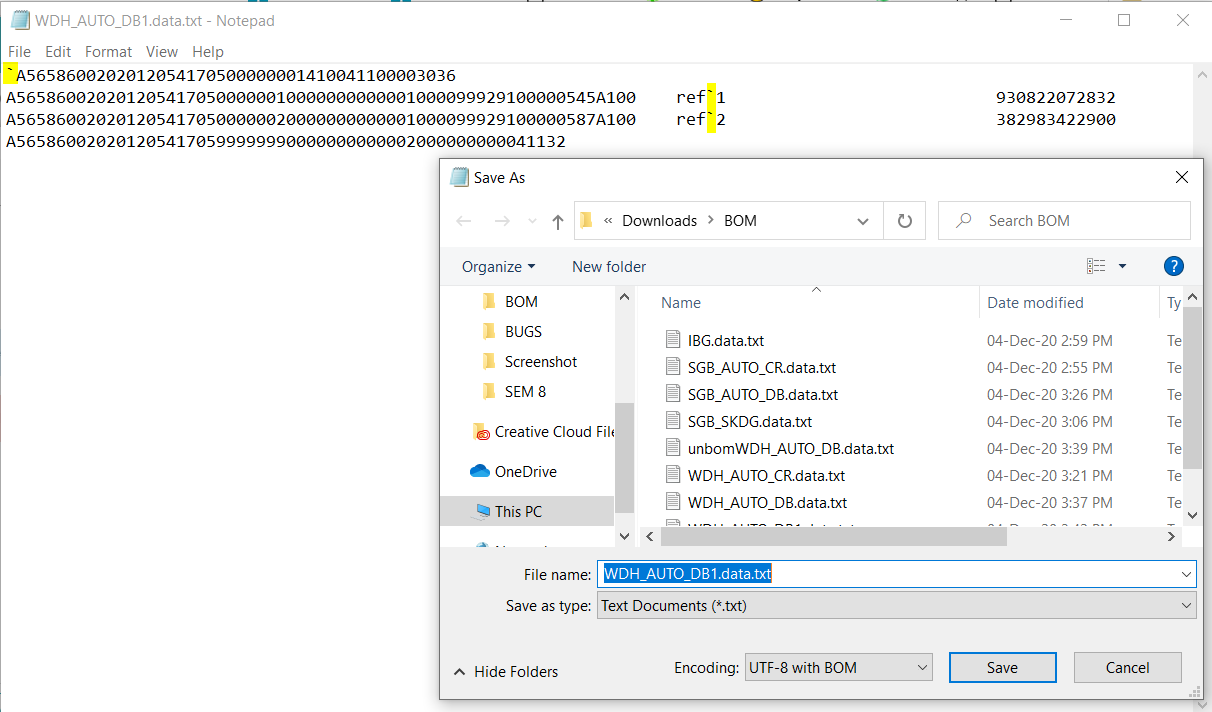 WDH_AUTO_DB1.data.txt - Notepad
File Edit Format View Help
`A5658600202012054170500000001410041100003036
A5658600202012054170500000010000000000001000099929100000545A100 ref`1 930822072832
A5658600202012054170500000020000000000001000099929100000587A100 ref`2 382983422900
A5658600202012054170599999990000000000002000000000041132
Save As
« Downloads > BOM
Search BOM
Organize New folder
?
BOM
BUGS
Screenshot
SEM 8
Creative Cloud File
OneDrive
This PC
Name Date modified Ty
IBG.data.txt 04-Dec-20 2:59 PM Te
SGB_AUTO_CR.data.txt 04-Dec-20 2:55 PM Te
SGB_AUTO_DB.data.txt 04-Dec-20 3:26 PM Te
SGB_SKDG.data.txt 04-Dec-20 3:06 PM Te
unbomWDH_AUTO_DB.data.txt 04-Dec-20 3:39 PM Te
WDH_AUTO_CR.data.txt 04-Dec-20 3:21 PM Te
WDH_AUTO_DB.data.txt 04-Dec-20 3:37 PM Te
File name: WDH_AUTO_DB1.data.txt
Save as type: Text Documents (*.txt)
Hide Folders
Encoding: UTF-8 with BOM
Save
Cancel